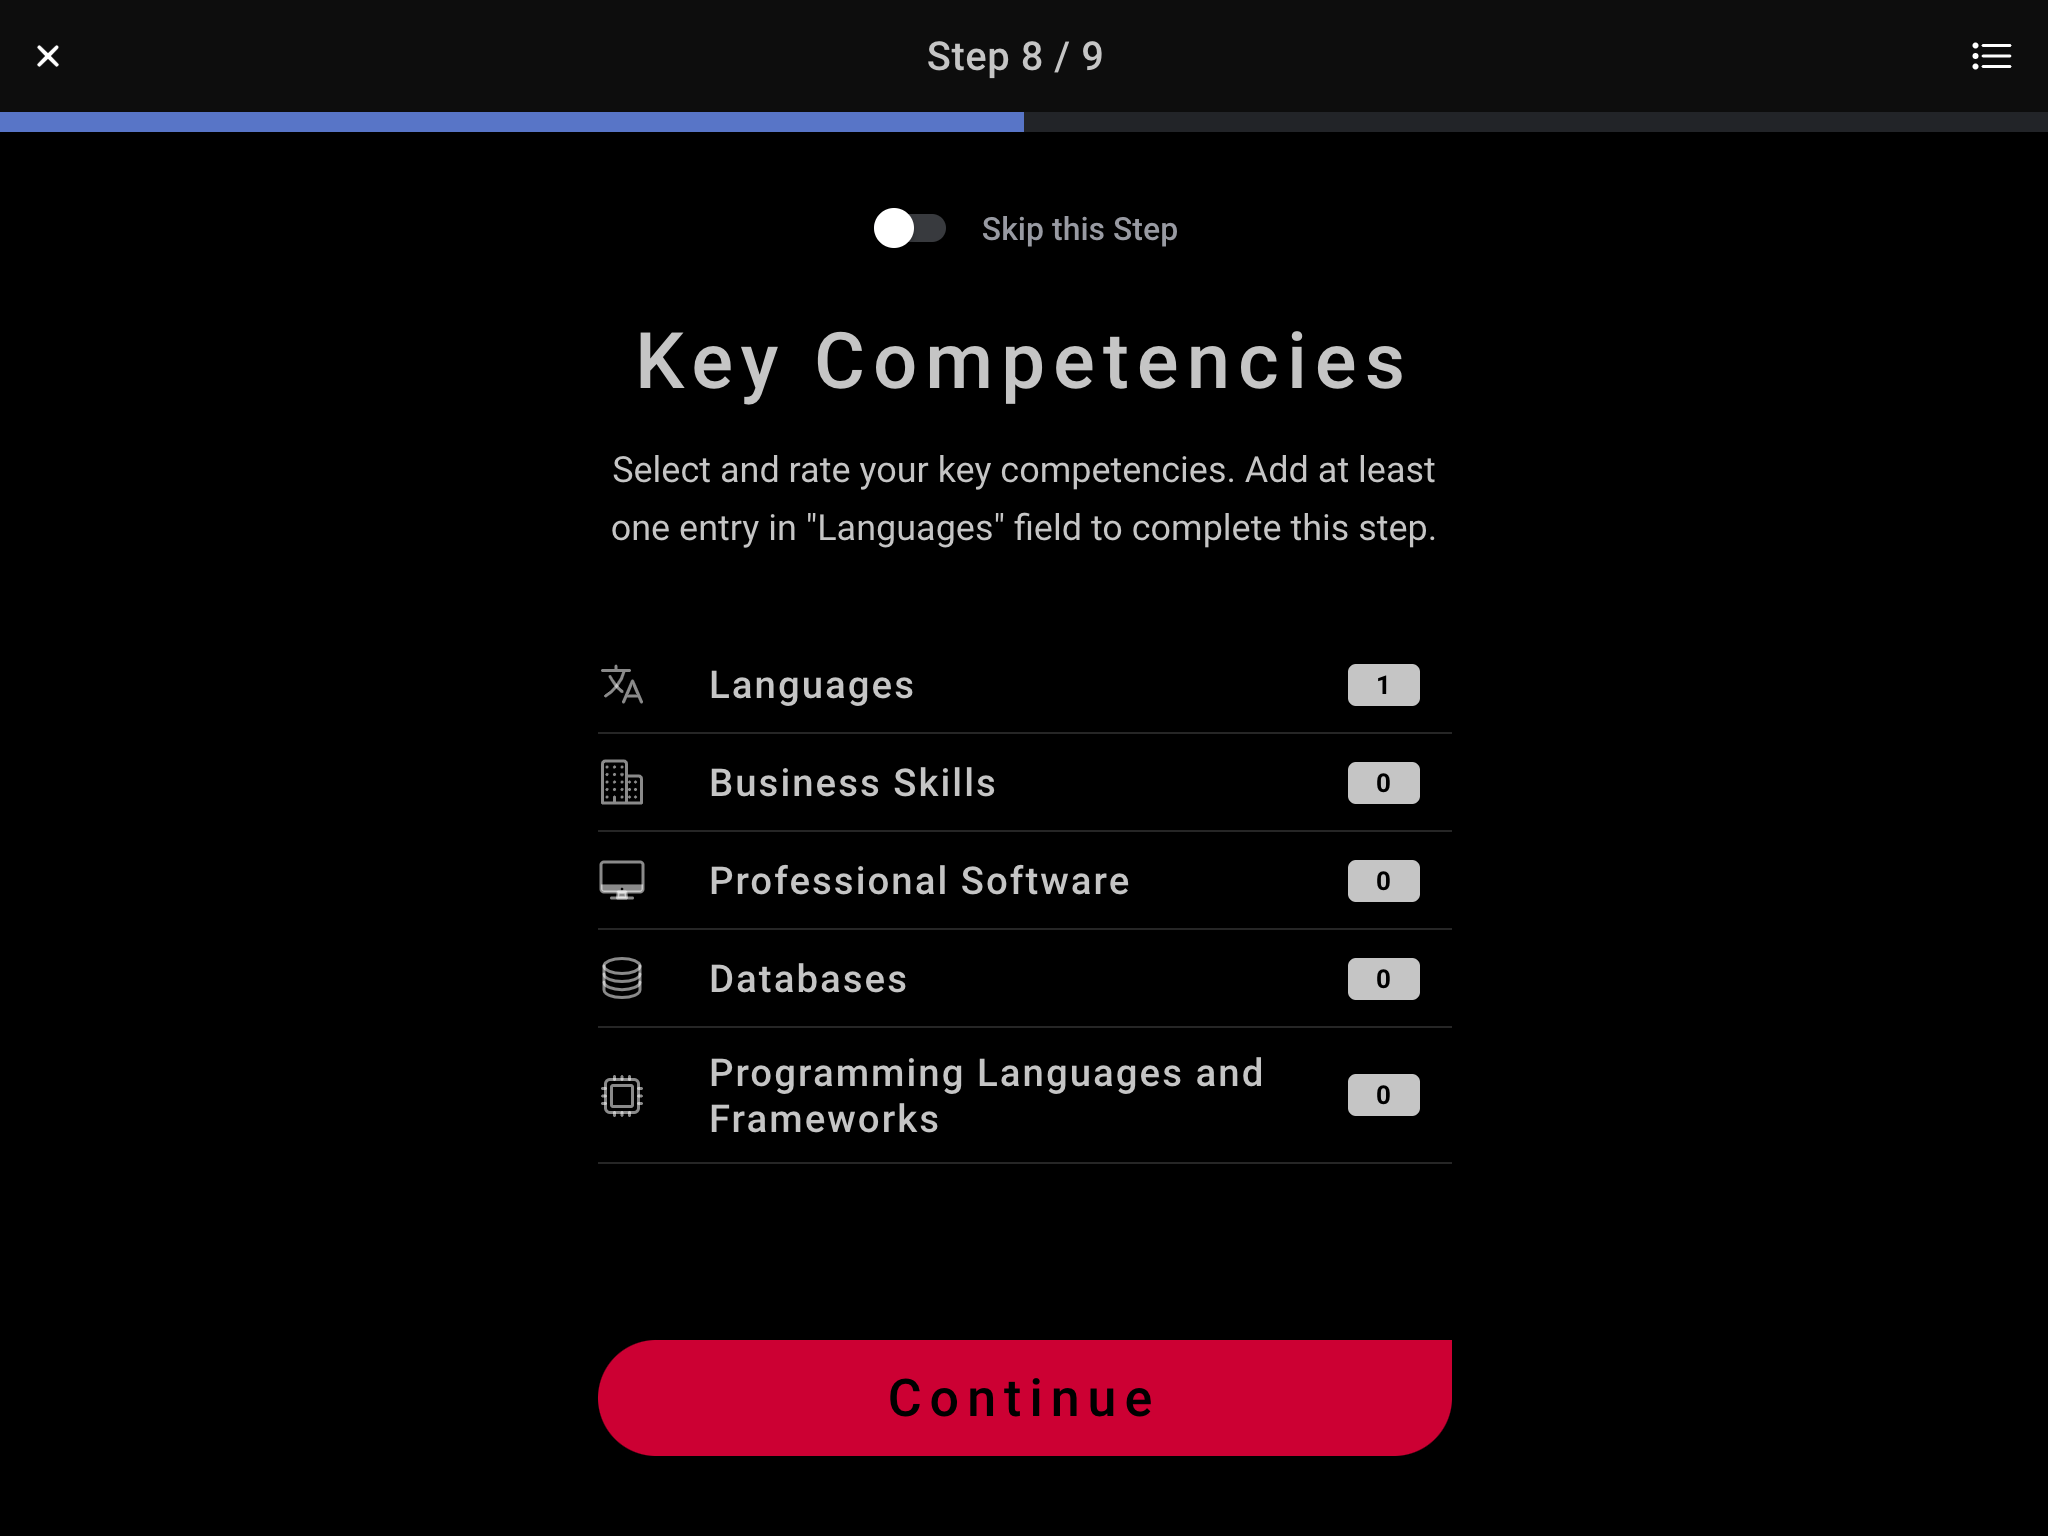 Step 8 / 9
Skip this Step
Key Competencies
Select and rate your key competencies. Add at least
one entry in "Languages" field to complete this step.
Languages 1
Business Skills 0
Professional Software 0
Databases 0
Programming Languages and
Frameworks 0
Continue